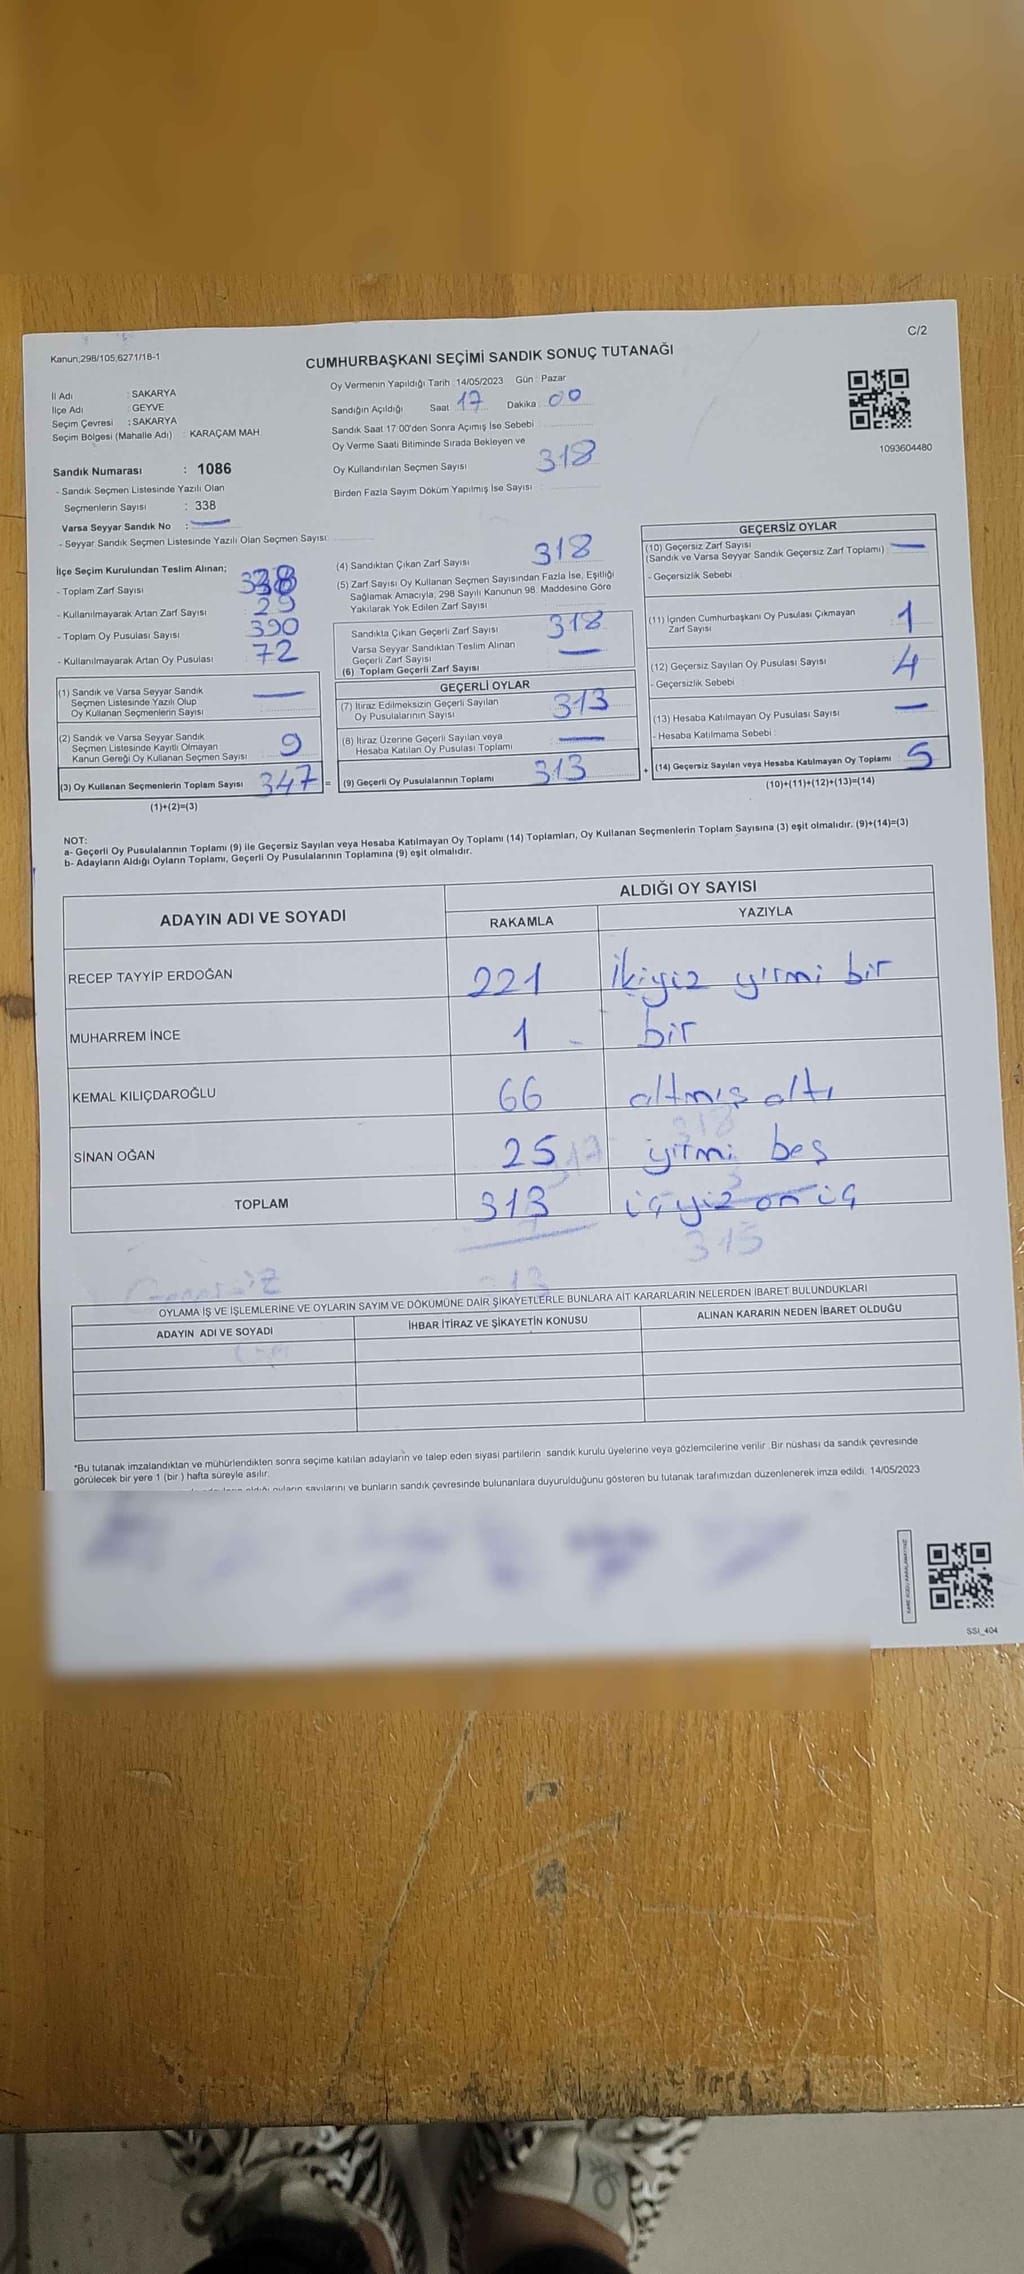 C/2
Kanun;298/105,6271/18-1
CUMHURBAŞKANI SEÇİMİ SANDIK SONUÇ TUTANAĞI
İl Adı : SAKARYA
İlçe Adı : GEYVE
Seçim Çevresi : SAKARYA
Seçim Bölgesi (Mahalle Adı) : KARAÇAM MAH.
Oy Vermenin Yapıldığı Tarih :14/05/2023 Gün : Pazar
Sandığın Açıldığı Saat 17 Dakika : 00
Sandık Saat 17:00'den Sonra Açımış İse Sebebi
Oy Verme Saati Bitiminde Sırada Bekleyen ve
Oy Kullandırılan Seçmen Sayısı 318
Birden Fazla Sayım Döküm Yapılmış İse Sayısı :
1093604480
Sandık Numarası : 1086
- Sandık Seçmen Listesinde Yazılı Olan
Seçmenlerin Sayısı : 338
Varsa Seyyar Sandık No : —
- Seyyar Sandık Seçmen Listesinde Yazılı Olan Seçmen Sayısı:
İlçe Seçim Kurulundan Teslim Alınan;
- Toplam Zarf Sayısı
- Kullanılmayarak Artan Zarf Sayısı : 29
- Toplam Oy Pusulası Sayısı : 390
- Kullanılmayarak Artan Oy Pusulası : 72
(1) Sandık ve Varsa Seyyar Sandık
Seçmen Listesinde Yazılı Olup
Oy Kullanan Seçmenlerin Sayısı —
(2) Sandık ve Varsa Seyyar Sandık
Seçmen Listesinde Kayıtlı Olmayan
Kanun Gereği Oy Kullanan Seçmen Sayısı : 9
(3) Oy Kullanan Seçmenlerin Toplam Sayısı 347 =
(1)+(2)=(3)
(4) Sandıktan Çıkan Zarf Sayısı 318
(5) Zarf Sayısı Oy Kullanan Seçmen Sayısından Fazla İse, Eşitliği
Sağlamak Amacıyla, 298 Sayılı Kanunun 98. Maddesine Göre
Yakılarak Yok Edilen Zarf Sayısı
Sandıkla Çıkan Geçerli Zarf Sayısı 318
Varsa Seyyar Sandıktan Teslim Alınan
Geçerli Zarf Sayısı —
(6) Toplam Geçerli Zarf Sayısı
GEÇERLİ OYLAR
(7) İtiraz Edilmeksizin Geçerli Sayılan
Oy Pusulalarının Sayısı 313
(8) İtiraz Üzerine Geçerli Sayılan veya
Hesaba Katılan Oy Pusulası Toplamı —
(9) Geçerli Oy Pusulalarının Toplamı 313 +
GEÇERSİZ OYLAR
(10) Geçersiz Zarf Sayısı
(Sandık ve Varsa Seyyar Sandık Geçersiz Zarf Toplamı) —
- Geçersizlik Sebebi
(11) İçinden Cumhurbaşkanı Oy Pusulası Çıkmayan
Zarf Sayısı 1
(12) Geçersiz Sayılan Oy Pusulası Sayısı 4
- Geçersizlik Sebebi
(13) Hesaba Katılmayan Oy Pusulası Sayısı —
- Hesaba Katılmama Sebebi :
(14) Geçersiz Sayılan veya Hesaba Katılmayan Oy Toplamı 5
(10)+(11)+(12)+(13)=(14)
NOT:
a- Geçerli Oy Pusulalarının Toplamı (9) ile Geçersiz Sayılan veya Hesaba Katılmayan Oy Toplamı (14) Toplamları, Oy Kullanan Seçmenlerin Toplam Sayısına (3) eşit olmalıdır. (9)+(14)=(3)
b- Adayların Aldığı Oyların Toplamı, Geçerli Oy Pusulalarının Toplamına (9) eşit olmalıdır.
ADAYIN ADI VE SOYADI
ALDIĞI OY SAYISI
RAKAMLA YAZIYLA
RECEP TAYYİP ERDOĞAN 221 ikiyiz yirmi bir
MUHARREM İNCE 1 bir
KEMAL KILIÇDAROĞLU 66 altmış altı
318
SİNAN OĞAN 25 yirmi beş
TOPLAM 313 içyiz on iç
315
OYLAMA İŞ VE İŞLEMLERİNE VE OYLARIN SAYIM VE DÖKÜMÜNE DAİR ŞİKAYETLERLE BUNLARA AİT KARARLARIN NELERDEN İBARET BULUNDUKLARI
ADAYIN ADI VE SOYADI İHBAR İTİRAZ VE ŞİKAYETİN KONUSU ALINAN KARARIN NEDEN İBARET OLDUĞU
*Bu tutanak imzalandıktan ve mühürlendikten sonra seçime katılan adayların ve talep eden siyasi partilerin sandık kurulu üyelerine veya gözlemcilerine verilir. Bir nüshası da sandık çevresinde
görülecek bir yere 1 (bir ) hafta süreyle asılır.
oyların sayılarını ve bunların sandık çevresinde bulunanlara duyurulduğunu gösteren bu tutanak tarafımızdan düzenlenerek imza edildi. 14/05/2023
SSI_404